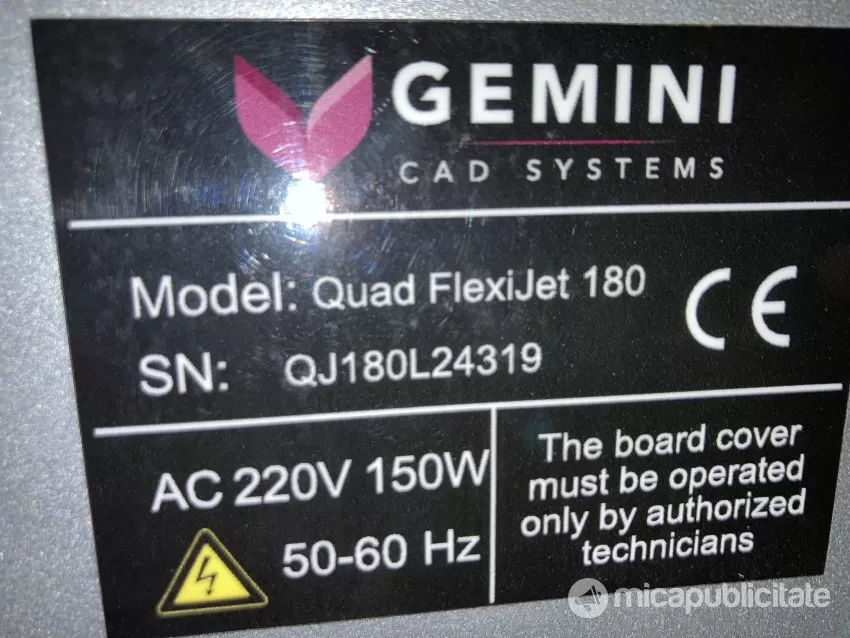 GEMINI
CAD SYSTEMS
Model: Quad FlexiJet 180
CE
SN: QJ180L24319
AC 220V 150W
50-60 Hz
The board cover
must be operated
only by authorized
technicians
micapublicitate